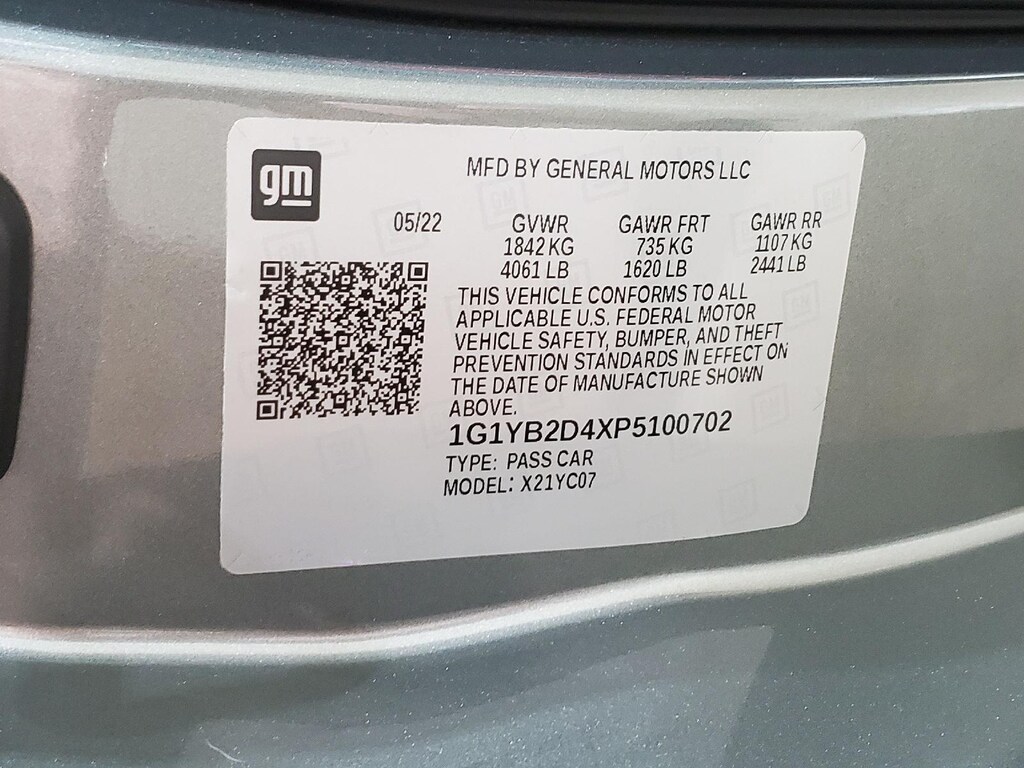 gm
MFD BY GENERAL MOTORS LLC
05/22 GVWR GAWR FRT GAWR RR
1842 KG 735 KG 1107 KG
4061 LB 1620 LB 2441 LB
THIS VEHICLE CONFORMS TO ALL
APPLICABLE U.S. FEDERAL MOTOR
VEHICLE SAFETY, BUMPER, AND THEFT
PREVENTION STANDARDS IN EFFECT ON
THE DATE OF MANUFACTURE SHOWN
ABOVE.
1G1YB2D4XP5100702
TYPE: PASS CAR
MODEL: X21YC07